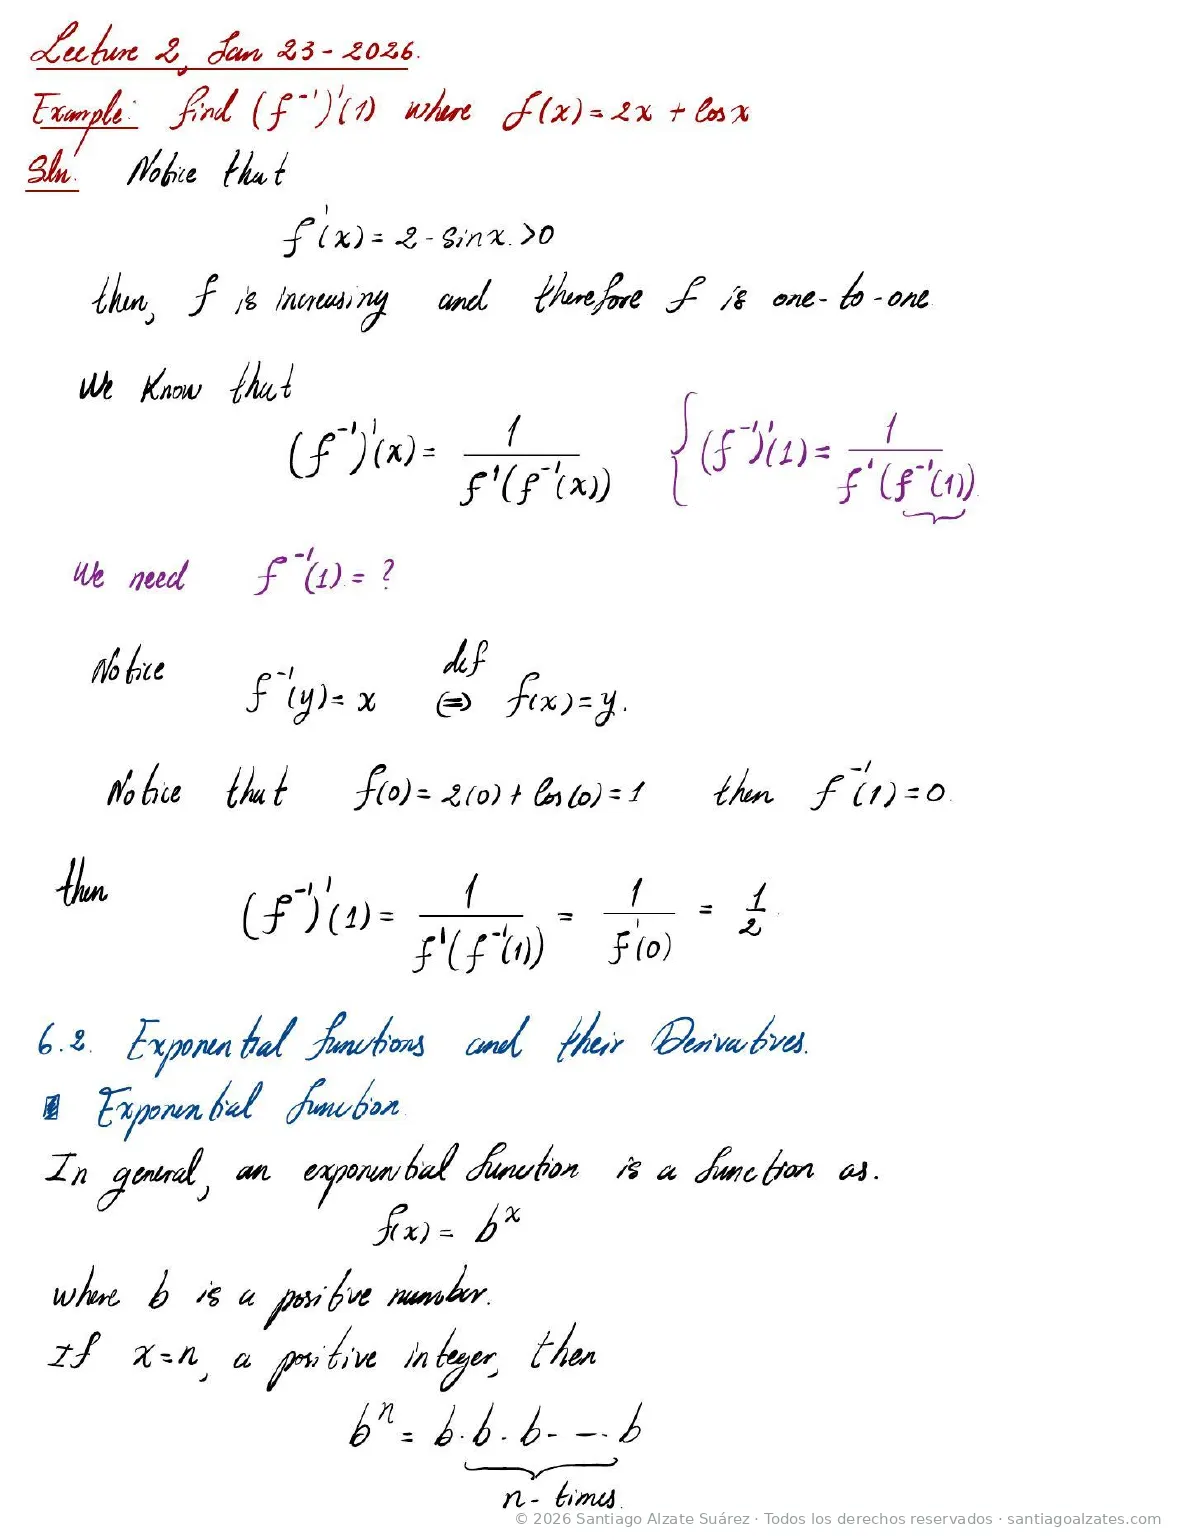 Lecture 2, Jan 23 - 2026.
Example: find (f⁻¹)'(1) where f(x) = 2x + cos x
Sln. Notice that
f'(x) = 2 - sin x. > 0
then, f is increasing and therefore f is one-to-one
We know that
(f⁻¹)'(x) = 1 / f'(f⁻¹(x)) { (f⁻¹)'(1) = 1 / f'(f⁻¹(1)).
We need f⁻¹(1) = ?
Notice f⁻¹(y) = x def ⇔ f(x) = y.
Notice that f(0) = 2(0) + cos(0) = 1 then f⁻¹(1) = 0.
then (f⁻¹)'(1) = 1 / f'(f⁻¹(1)) = 1 / f'(0) = 1/2.
6.2. Exponential functions and their Derivatives.
Exponential function.
In general, an exponential function is a function as.
f(x) = bˣ
where b is a positive number.
If x = n, a positive integer, then
bⁿ = b · b · b - - · b
n - times.
© 2026 Santiago Alzate Suárez · Todos los derechos reservados · santiagoalzates.com